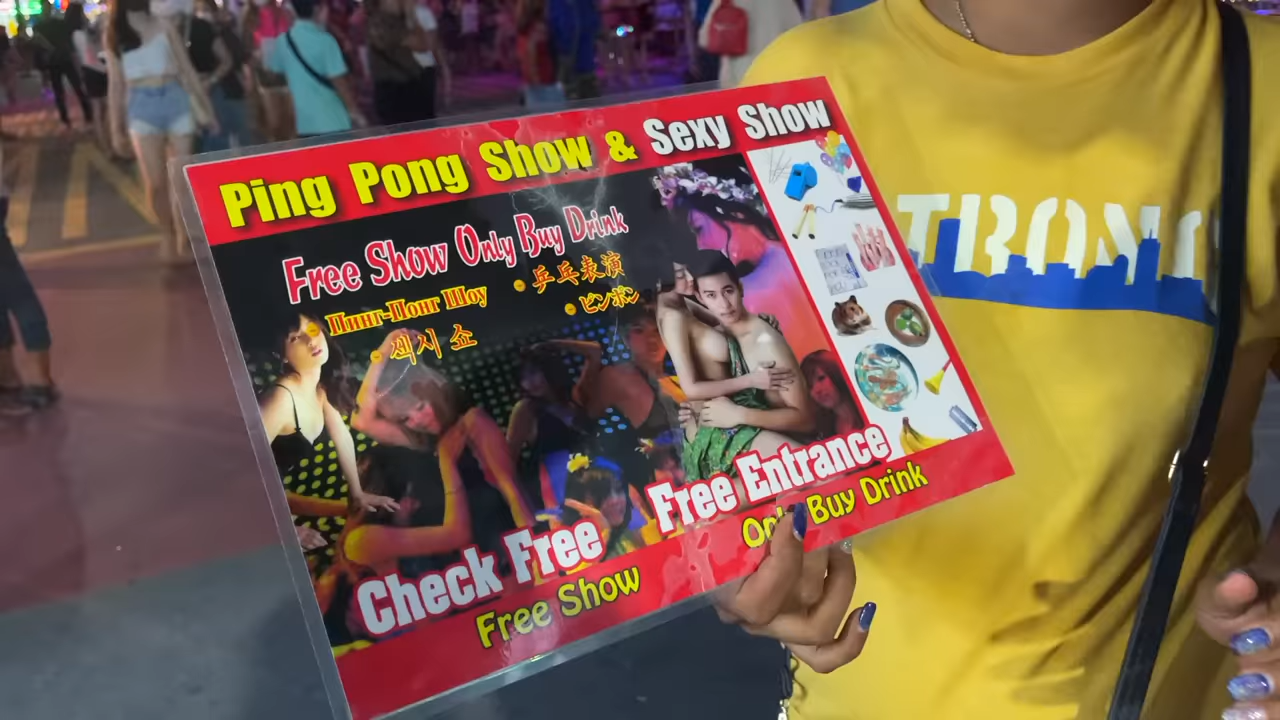 Ping Pong Show & Sexy Show
Free Show Only Buy Drink
Пинг-Понг Шоу
乒乓表演
섹시 쇼
ピンポン
Free Entrance
Only Buy Drink
Check Free
Free Show
TRON